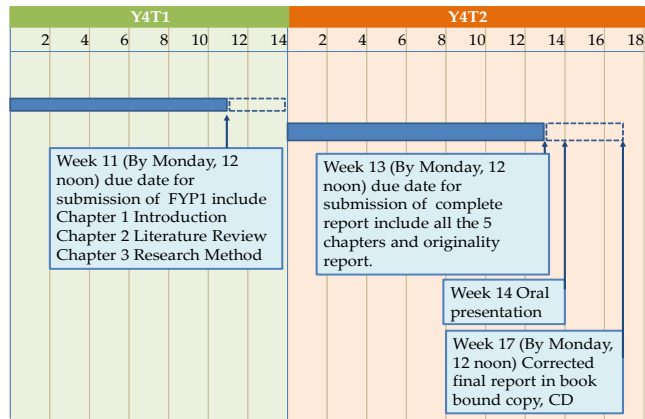 Y4T1 Y4T2
2 4 6 8 10 12 14 2 4 6 8 10 12 14 16 18
Week 11 (By Monday, 12
noon) due date for
submission of FYP1 include
Chapter 1 Introduction
Chapter 2 Literature Review
Chapter 3 Research Method
Week 13 (By Monday, 12
noon) due date for
submission of complete
report include all the 5
chapters and originality
report.
Week 14 Oral
presentation
Week 17 (By Monday,
12 noon) Corrected
final report in book
bound copy, CD